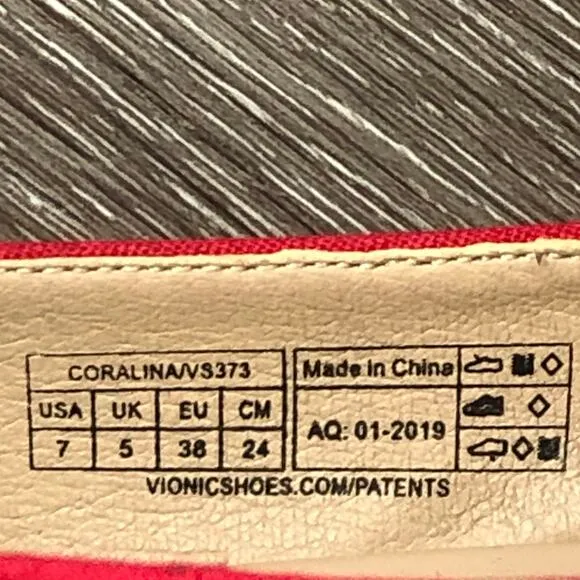 CORALINA/VS373
USA UK EU CM
7 5 38 24
Made in China
AQ: 01-2019
VIONICSHOES.COM/PATENTS